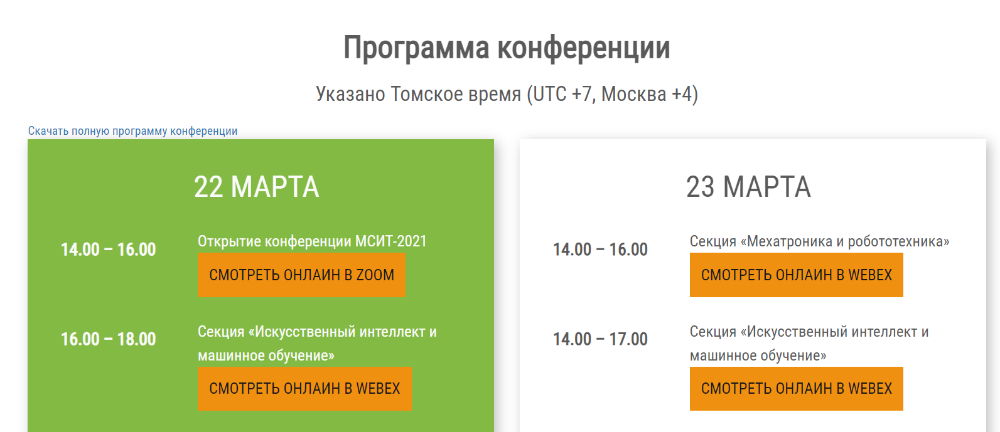 Программа конференции
Указано Томское время (UTC +7, Москва +4)
Скачать полную программу конференции
22 МАРТА
14.00 – 16.00
Открытие конференции МСИТ-2021
СМОТРЕТЬ ОНЛАЙН В ZOOM
16.00 – 18.00
Секция «Искусственный интеллект и
машинное обучение»
СМОТРЕТЬ ОНЛАЙН В WEBEX
23 МАРТА
14.00 – 16.00
Секция «Мехатроника и робототехника»
СМОТРЕТЬ ОНЛАЙН В WEBEX
14.00 – 17.00
Секция «Искусственный интеллект и
машинное обучение»
СМОТРЕТЬ ОНЛАЙН В WEBEX